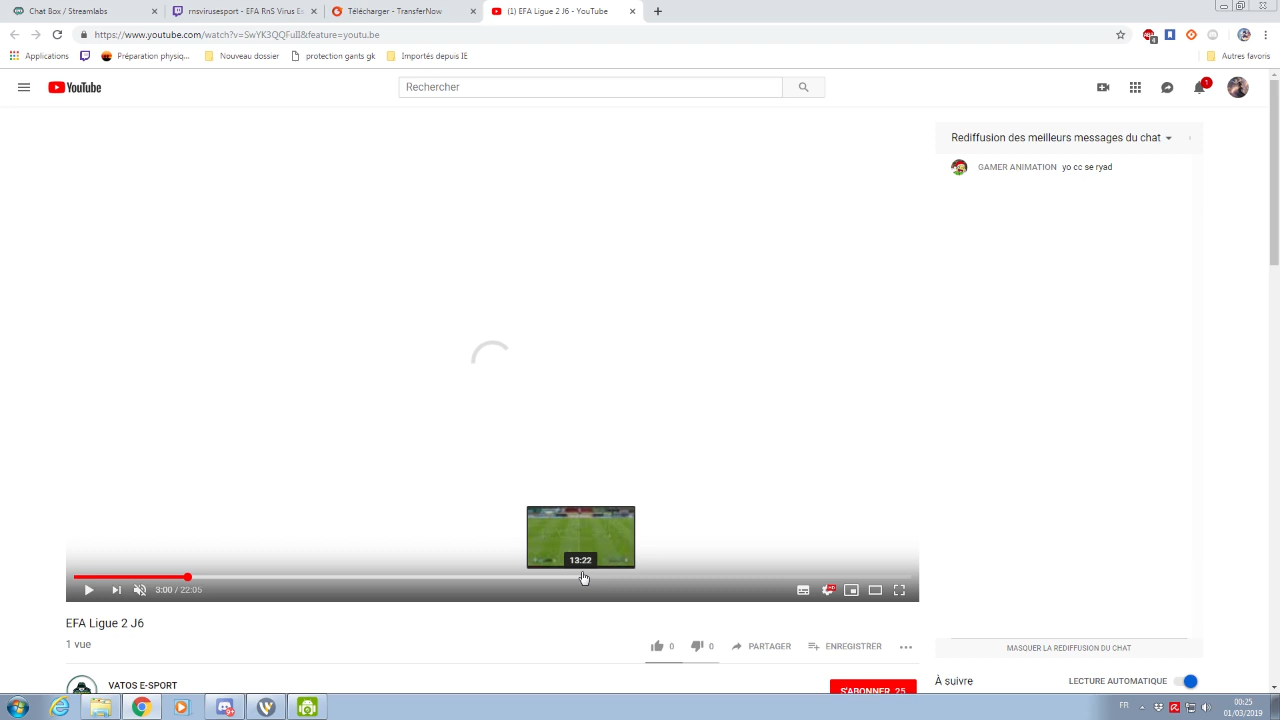 Chat Box / Streamlabs
rnsvirusesport - EFA RnS Virus Es
Télécharger - TransferNow
(1) EFA Ligue 2 J6 - YouTube
https://www.youtube.com/watch?v=SwYK3QQFuII&feature=youtu.be
Applications
Préparation physiq...
Nouveau dossier
protection gants gk
Importés depuis IE
Autres favoris
YouTube
Rechercher
1
Rediffusion des meilleurs messages du chat
GAMER ANIMATION yo cc se ryad
13:22
3:00 / 22:05
HD
EFA Ligue 2 J6
1 vue
0
0
PARTAGER
ENREGISTRER
MASQUER LA REDIFFUSION DU CHAT
VATOS E-SPORT
S'ABONNER 25
À suivre
LECTURE AUTOMATIQUE
FR
00:25
01/03/2019